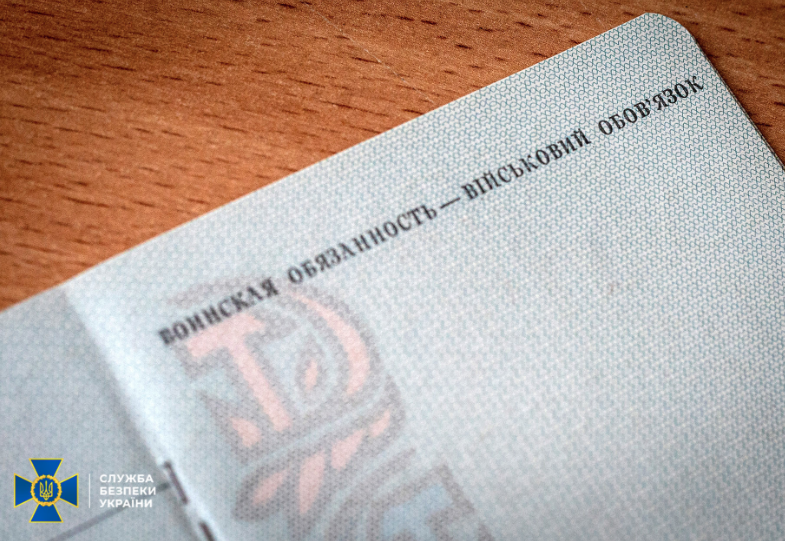 ВОИНСКАЯ ОБЯЗАННОСТЬ — ВІЙСЬКОВИЙ ОБОВ'ЯЗОК
СЛУЖБА
БЕЗПЕКИ
УКРАЇНИ